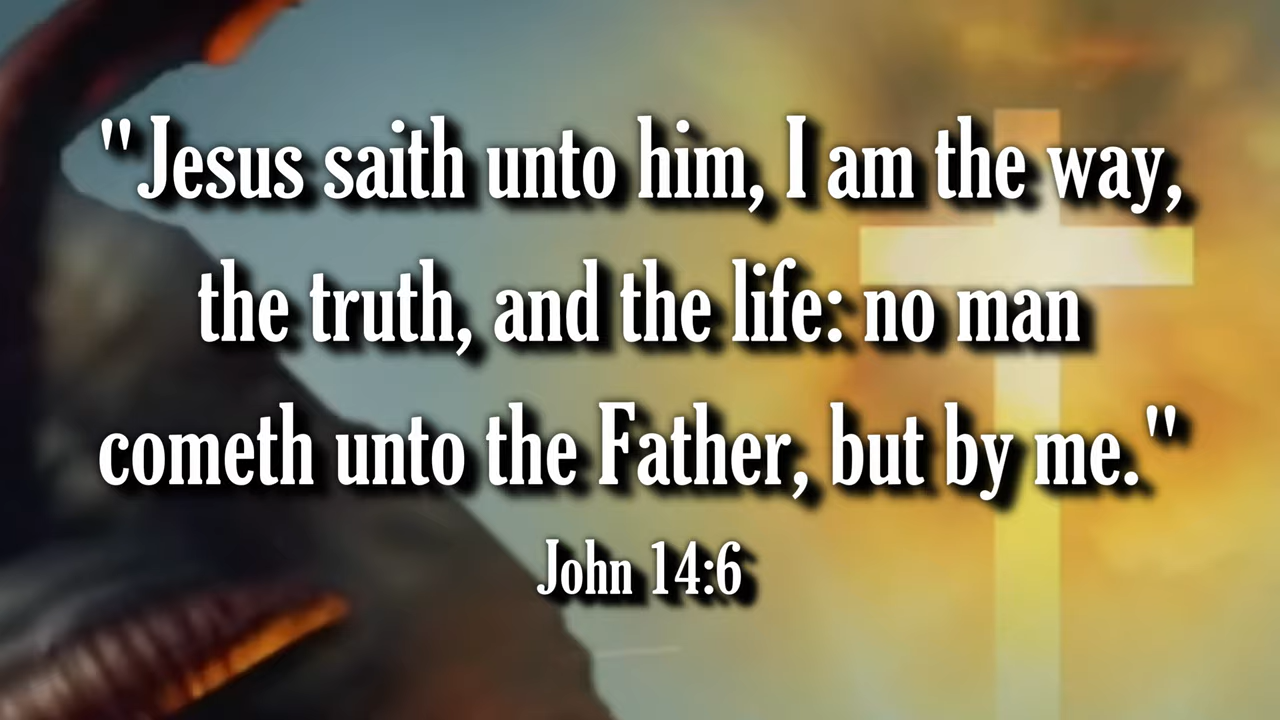 "Jesus saith unto him, I am the way,
the truth, and the life: no man
cometh unto the Father, but by me."
John 14:6